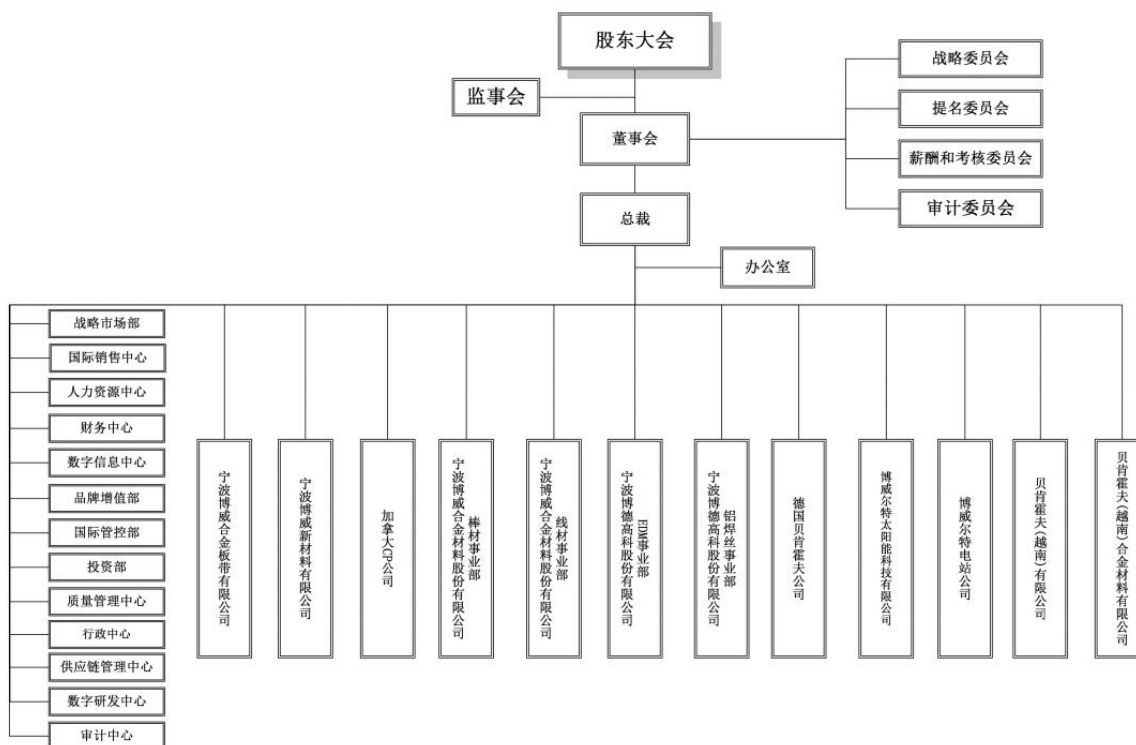 股东大会
监事会
董事会
总裁
办公室
战略委员会
提名委员会
薪酬和考核委员会
审计委员会
战略市场部
国际销售中心
人力资源中心
财务中心
数字信息中心
品牌增值部
国际管控部
投资部
质量管理中心
行政中心
供应链管理中心
数字研发中心
审计中心
宁波博威合金板带有限公司
宁波博威新材料有限公司
加拿大CP公司
棒材事业部
宁波博威合金材料股份有限公司
线材事业部
宁波博威合金材料股份有限公司
EDM事业部
宁波博德高科股份有限公司
铝焊丝事业部
宁波博德高科股份有限公司
德国贝肯霍夫公司
博威尔特太阳能科技有限公司
博威尔特电站公司
贝肯霍夫（越南）有限公司
贝肯霍夫（越南）合金材料有限公司